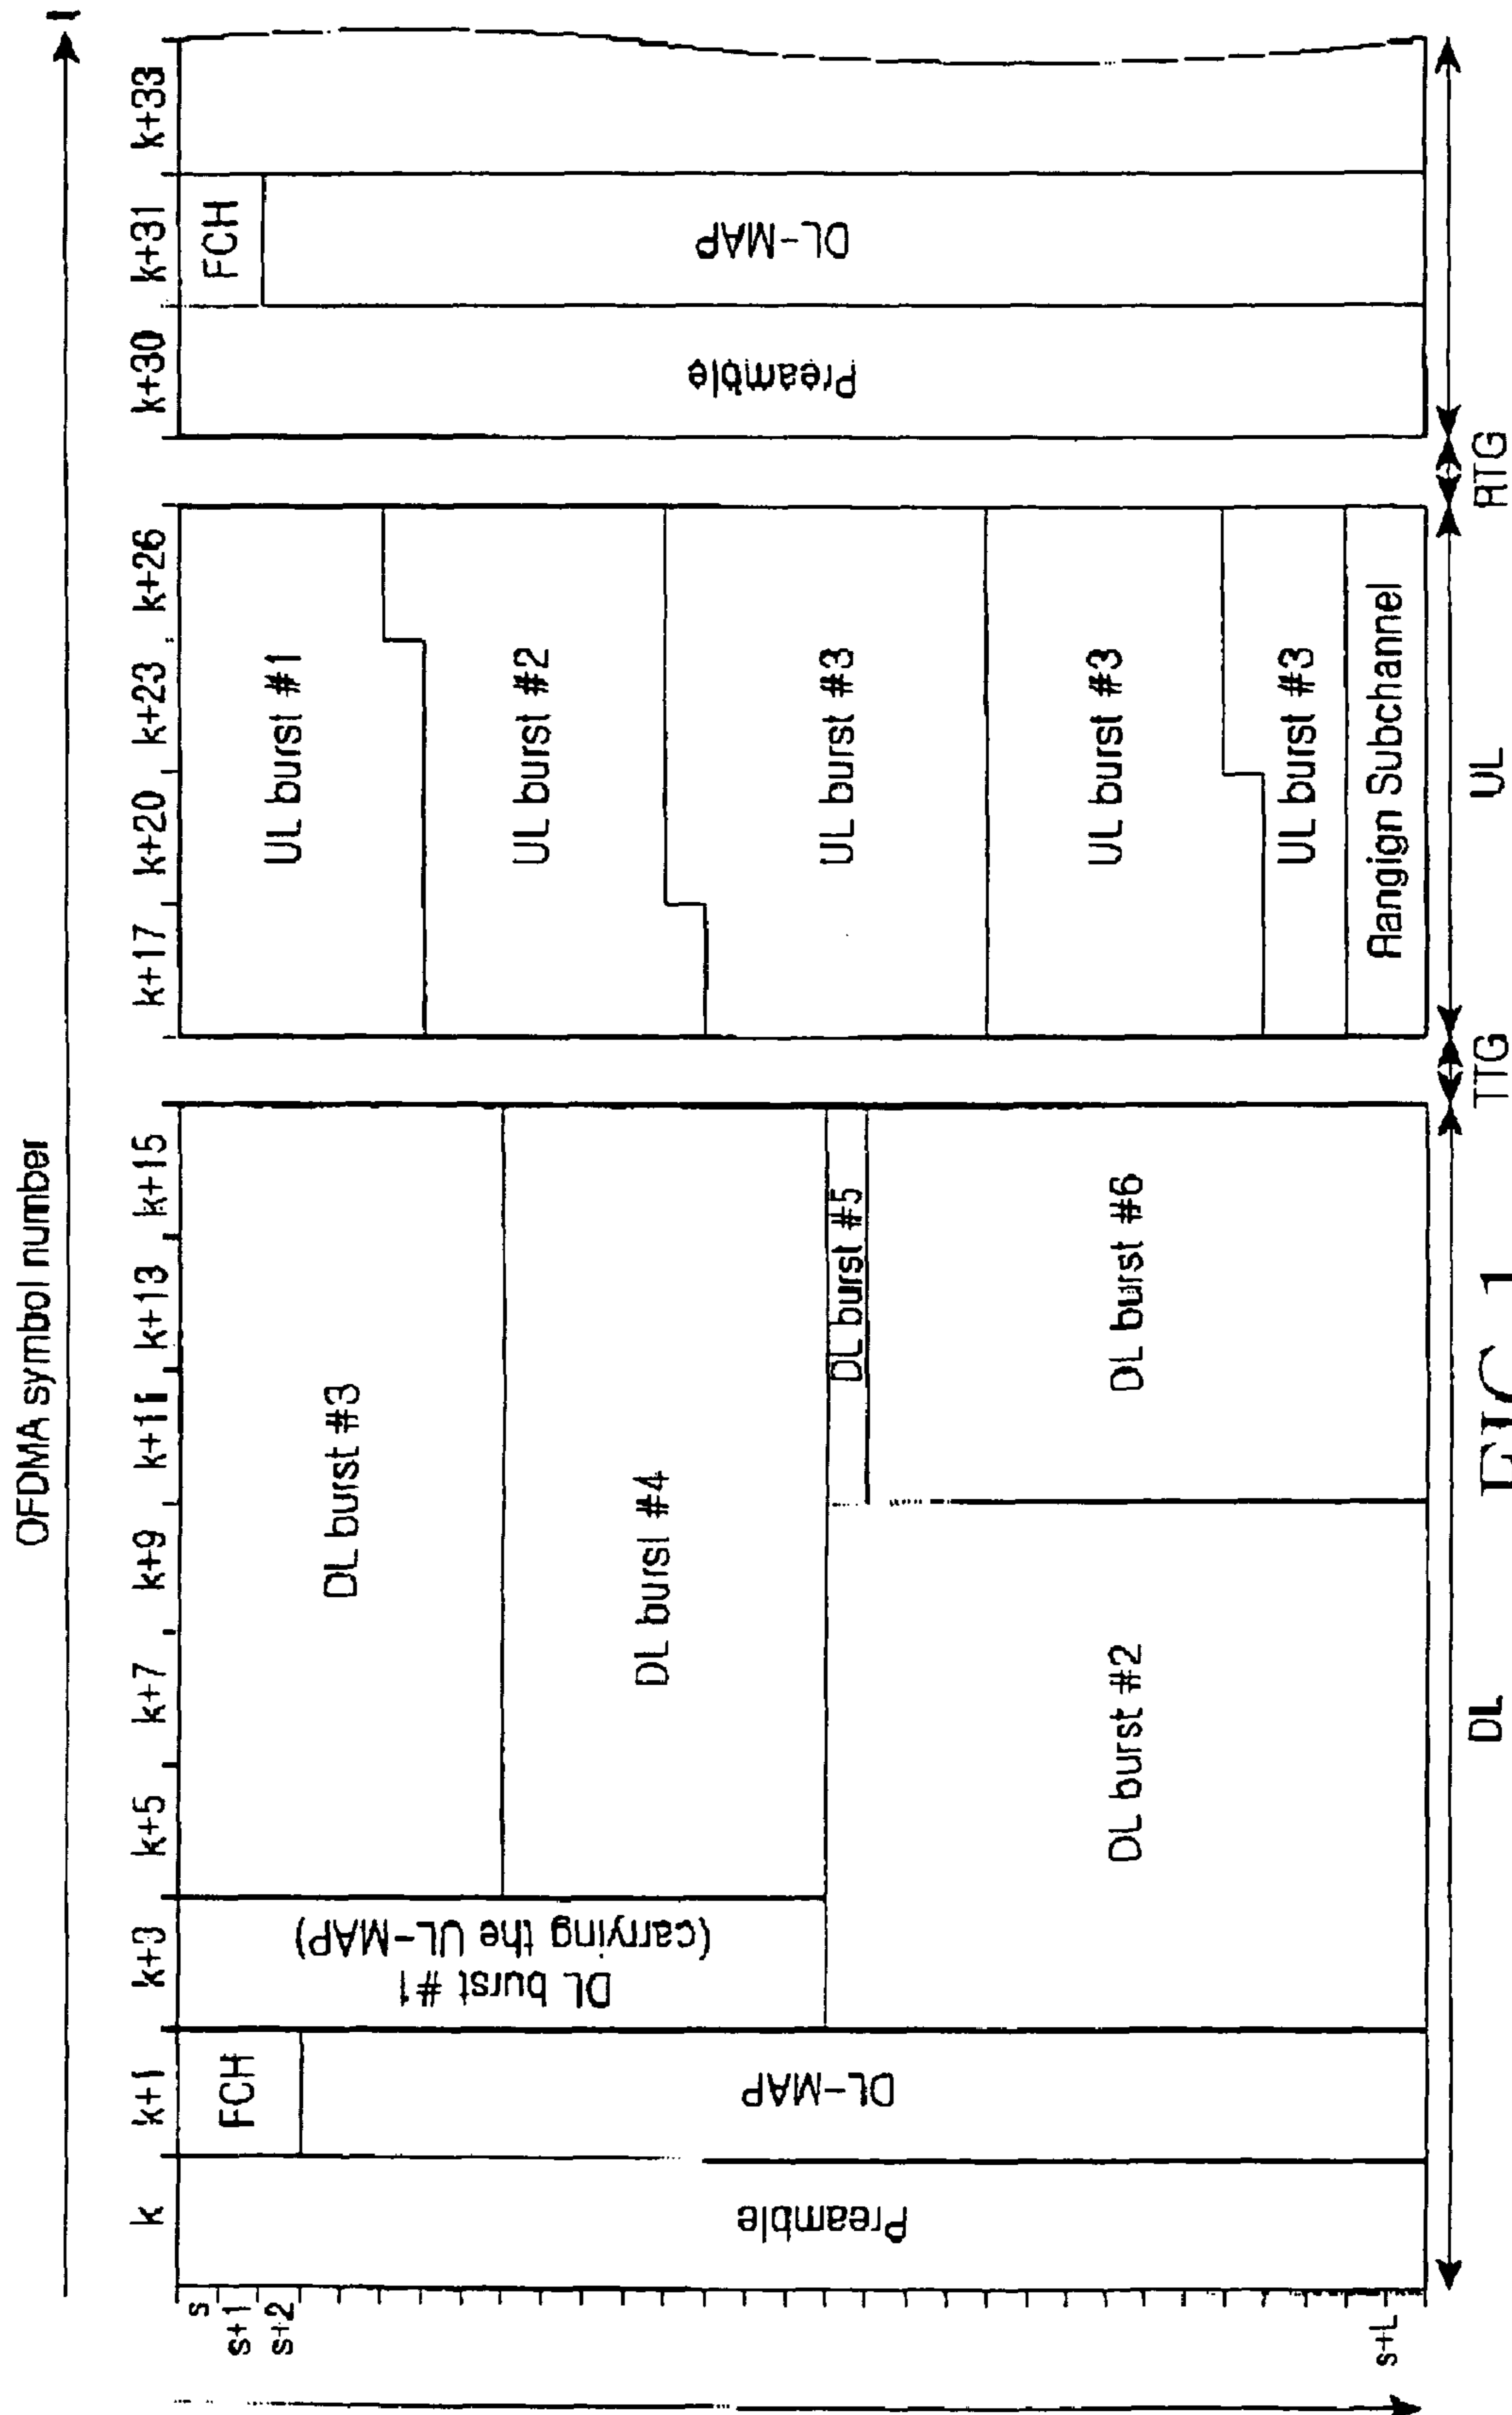 OFDMA symbol number
k k+1 k+3 k+5 k+7 k+9 k+11 k+13 k+15 k+17 k+20 k+23 k+26 k+30 k+31 k+33
s
s+1
s+2
s+L
Preamble
FCH
DL-MAP
DL burst #1
(carrying the UL-MAP)
DL burst #2
DL burst #3
DL burst #4
DL burst #5
DL burst #6
UL burst #1
UL burst #2
UL burst #3
UL burst #3
UL burst #3
Rangign Subchannel
Preamble
FCH
DL-MAP
DL TTG UL RTG
FIG 1